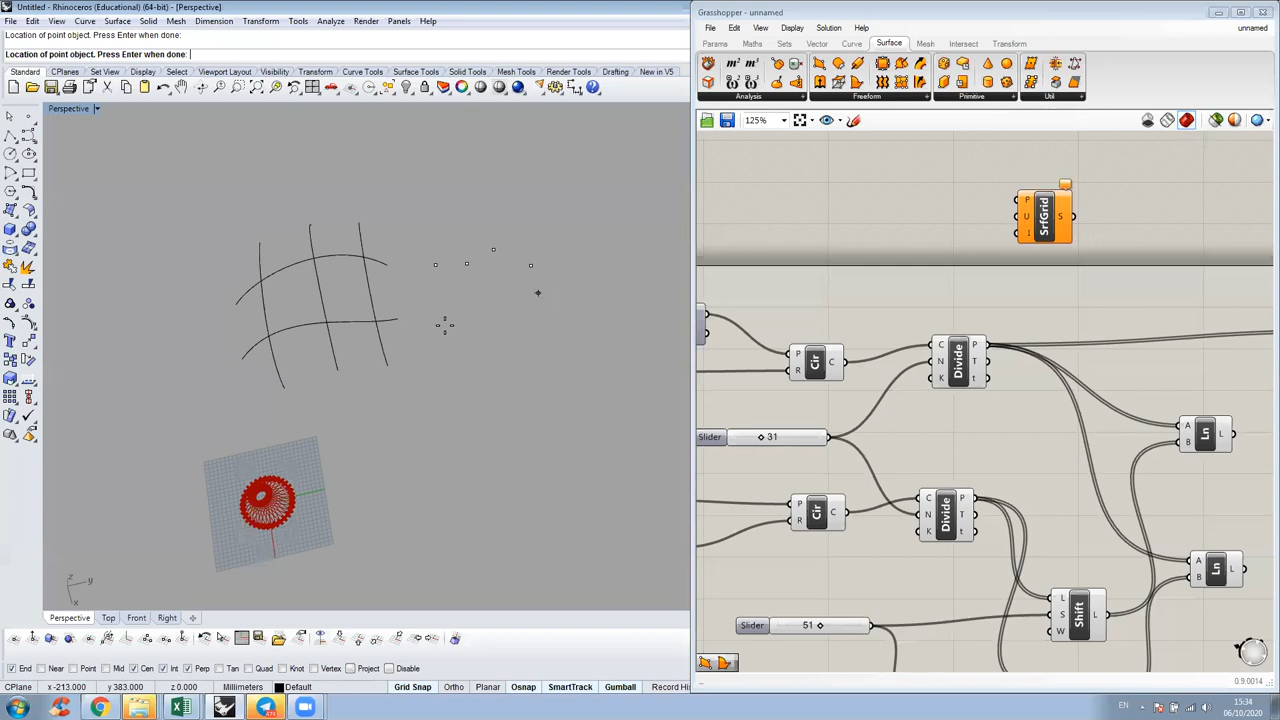 Untitled - Rhinoceros (Educational) (64-bit) - [Perspective]
File Edit View Curve Surface Solid Mesh Dimension Transform Tools Analyze Render Panels Help
Location of point object. Press Enter when done:
Location of point object. Press Enter when done:
Standard CPlanes Set View Display Select Viewport Layout Visibility Transform Curve Tools Surface Tools Solid Tools Mesh Tools Render Tools Drafting New in V5
Perspective
z
y
x
Perspective Top Front Right
End Near Point Mid Cen Int Perp Tan Quad Knot Vertex Project Disable
CPlane x -213.000 y 383.000 z 0.000 Millimeters Default Grid Snap Ortho Planar Osnap SmartTrack Gumball Record Hi
Grasshopper - unnamed
File Edit View Display Solution Help unnamed
Params Maths Sets Vector Curve Surface Mesh Intersect Transform
Analysis Freeform Primitive Util
125%
P U I SrfGrid S
P R Cir C
C N K Divide P T t
Slider 31
A B Ln L
P R Cir C
C N K Divide P T t
A B Ln L
L S W Shift L
Slider 51
0.9.0014
EN
15:34
06/10/2020